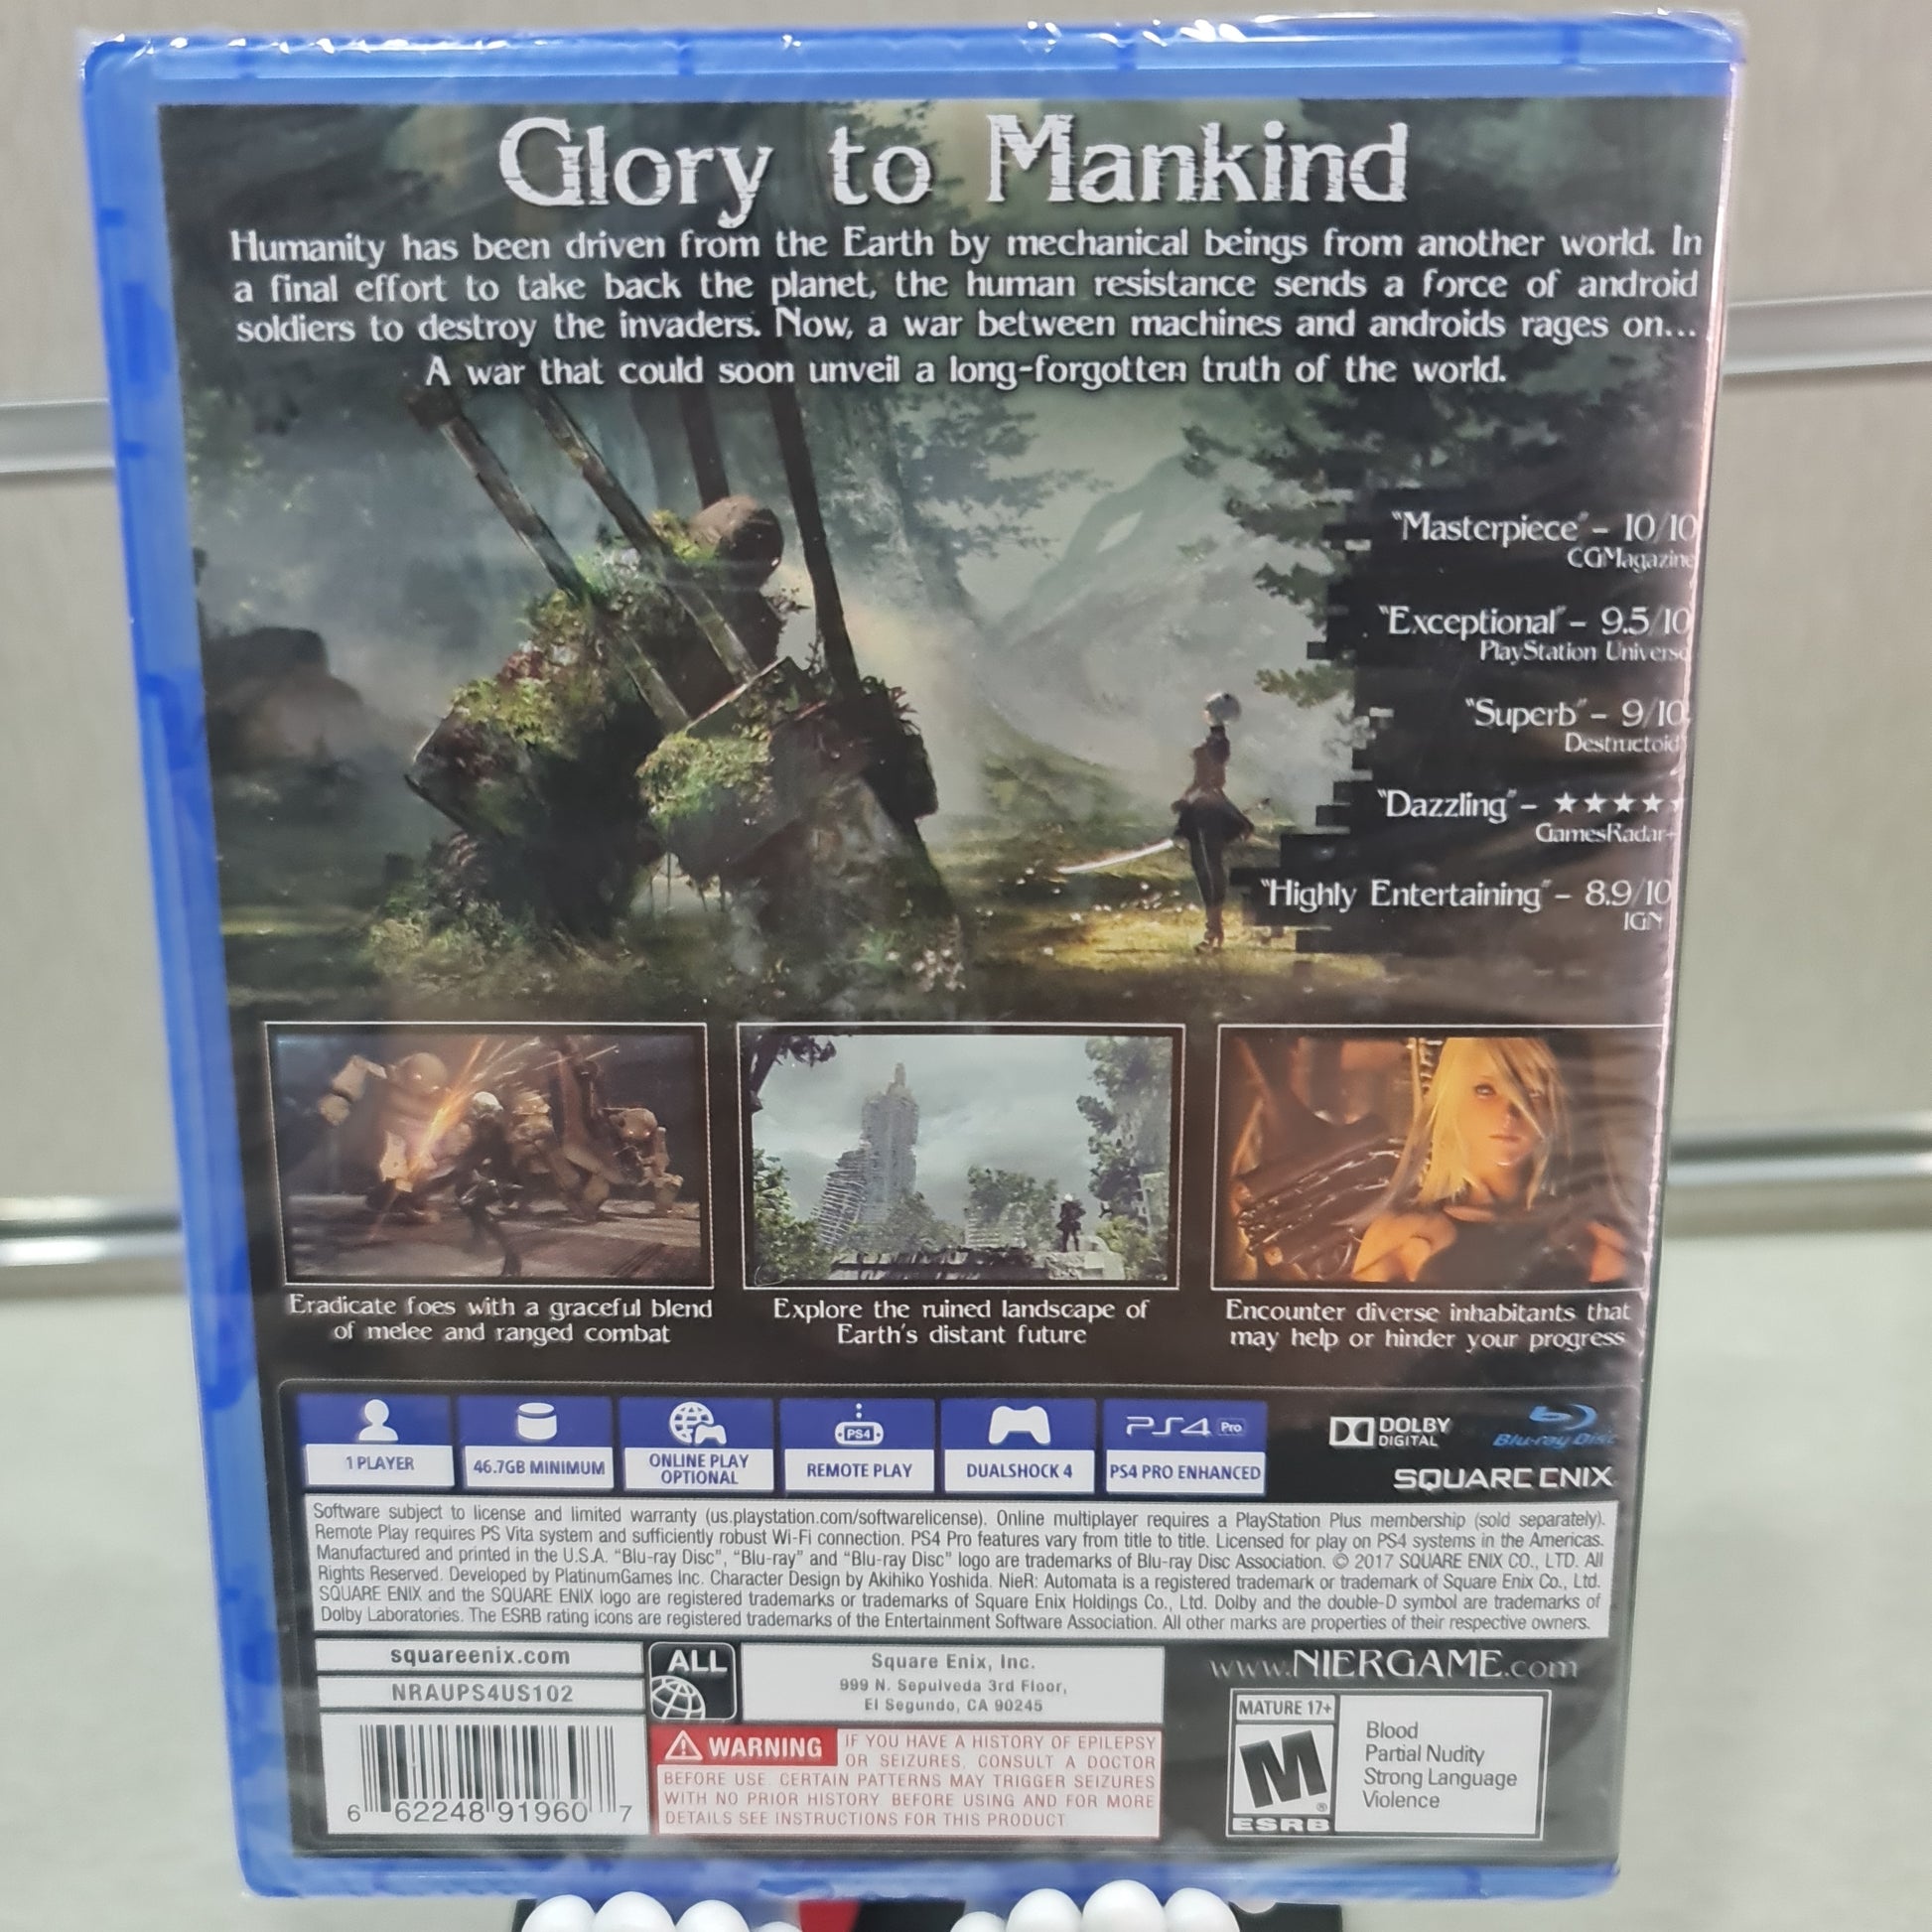 Glory to Mankind
Humanity has been driven from the Earth by mechanical beings from another world. In
a final effort to take back the planet, the human resistance sends a force of android
soldiers to destroy the invaders. Now, a war between machines and androids rages on...
A war that could soon unveil a long-forgotten truth of the world.
"Masterpiece" – 10/10
CGMagazine
"Exceptional" – 9.5/10
PlayStation Universe
"Superb" – 9/10
Destructoid
"Dazzling" – ★★★★
GamesRadar+
"Highly Entertaining" – 8.9/10
IGN
Eradicate foes with a graceful blend
of melee and ranged combat
Explore the ruined landscape of
Earth's distant future
Encounter diverse inhabitants that
may help or hinder your progress
1 PLAYER
46.7GB MINIMUM
ONLINE PLAY
OPTIONAL
PS4
REMOTE PLAY
DUALSHOCK 4
PS4 Pro
PS4 PRO ENHANCED
DOLBY
DIGITAL
Blu-ray Disc
SQUARE ENIX
Software subject to license and limited warranty (us.playstation.com/softwarelicense). Online multiplayer requires a PlayStation Plus membership (sold separately).
Remote Play requires PS Vita system and sufficiently robust Wi-Fi connection. PS4 Pro features vary from title to title. Licensed for play on PS4 systems in the Americas.
Manufactured and printed in the U.S.A. "Blu-ray Disc", "Blu-ray" and "Blu-ray Disc" logo are trademarks of Blu-ray Disc Association. © 2017 SQUARE ENIX CO., LTD. All
Rights Reserved. Developed by PlatinumGames Inc. Character Design by Akihiko Yoshida. NieR: Automata is a registered trademark or trademark of Square Enix Co., Ltd.
SQUARE ENIX and the SQUARE ENIX logo are registered trademarks or trademarks of Square Enix Holdings Co., Ltd. Dolby and the double-D symbol are trademarks of
Dolby Laboratories. The ESRB rating icons are registered trademarks of the Entertainment Software Association. All other marks are properties of their respective owners.
squareenix.com
NRAUPS4US102
6 62248 91960 7
ALL
Square Enix, Inc.
999 N. Sepulveda 3rd Floor,
El Segundo, CA 90245
WARNING IF YOU HAVE A HISTORY OF EPILEPSY
OR SEIZURES, CONSULT A DOCTOR
BEFORE USE. CERTAIN PATTERNS MAY TRIGGER SEIZURES
WITH NO PRIOR HISTORY. BEFORE USING AND FOR MORE
DETAILS SEE INSTRUCTIONS FOR THIS PRODUCT.
www.NIERGAME.com
MATURE 17+
M®
ESRB
Blood
Partial Nudity
Strong Language
Violence